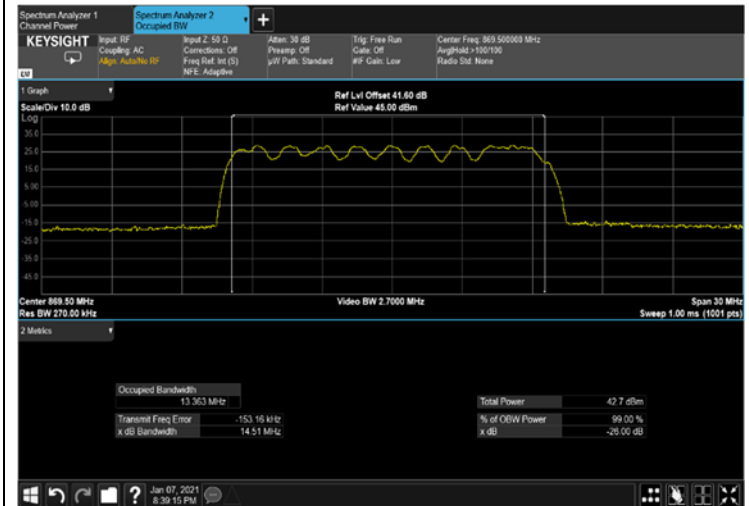 Spectrum Analyzer 1
Channel Power
Spectrum Analyzer 2
Occupied BW
+
KEYSIGHT
Input: RF
Coupling: AC
Align: Auto/No RF
Input Z: 50 Ω
Corrections: Off
Freq Ref: Int (S)
NFE: Adaptive
Atten: 30 dB
Preamp: Off
µW Path: Standard
Trig: Free Run
Gate: Off
#IF Gain: Low
Center Freq: 869.500000 MHz
Avg|Hold:>100/100
Radio Std: None
1 Graph
Scale/Div 10.0 dB
Ref Lvl Offset 41.60 dB
Ref Value 45.00 dBm
Log
35.0
25.0
15.0
5.00
-5.00
-15.0
-25.0
-35.0
-45.0
Center 869.50 MHz
Res BW 270.00 kHz
Video BW 2.7000 MHz
Span 30 MHz
Sweep 1.00 ms (1001 pts)
2 Metrics
Occupied Bandwidth
13.363 MHz
Transmit Freq Error -153.16 kHz
x dB Bandwidth 14.51 MHz
Total Power 42.7 dBm
% of OBW Power 99.00 %
x dB -26.00 dB
?
Jan 07, 2021
8:39:15 PM